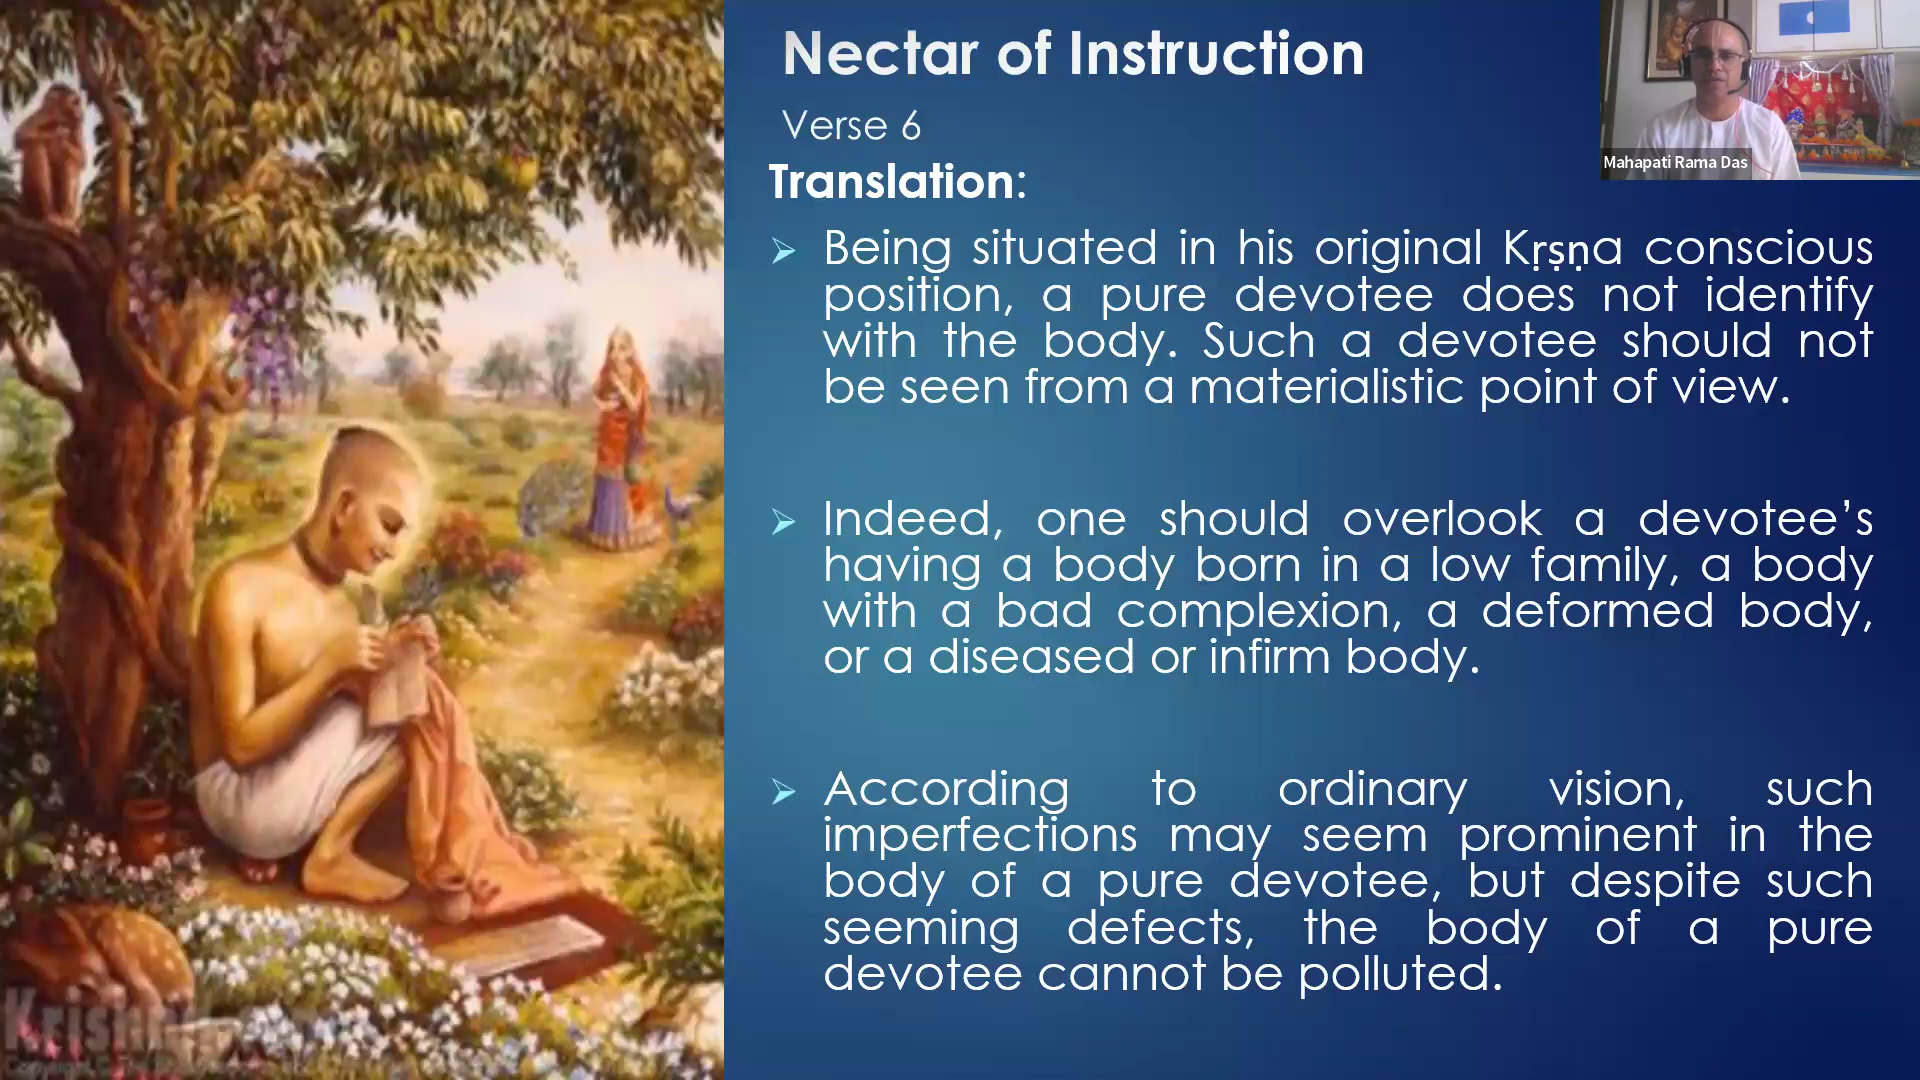 Nectar of Instruction
Verse 6
Mahapati Rama Das
Translation:
➢ Being situated in his original Kṛṣṇa conscious
position, a pure devotee does not identify
with the body. Such a devotee should not
be seen from a materialistic point of view.
➢ Indeed, one should overlook a devotee’s
having a body born in a low family, a body
with a bad complexion, a deformed body,
or a diseased or infirm body.
➢ According to ordinary vision, such
imperfections may seem prominent in the
body of a pure devotee, but despite such
seeming defects, the body of a pure
devotee cannot be polluted.